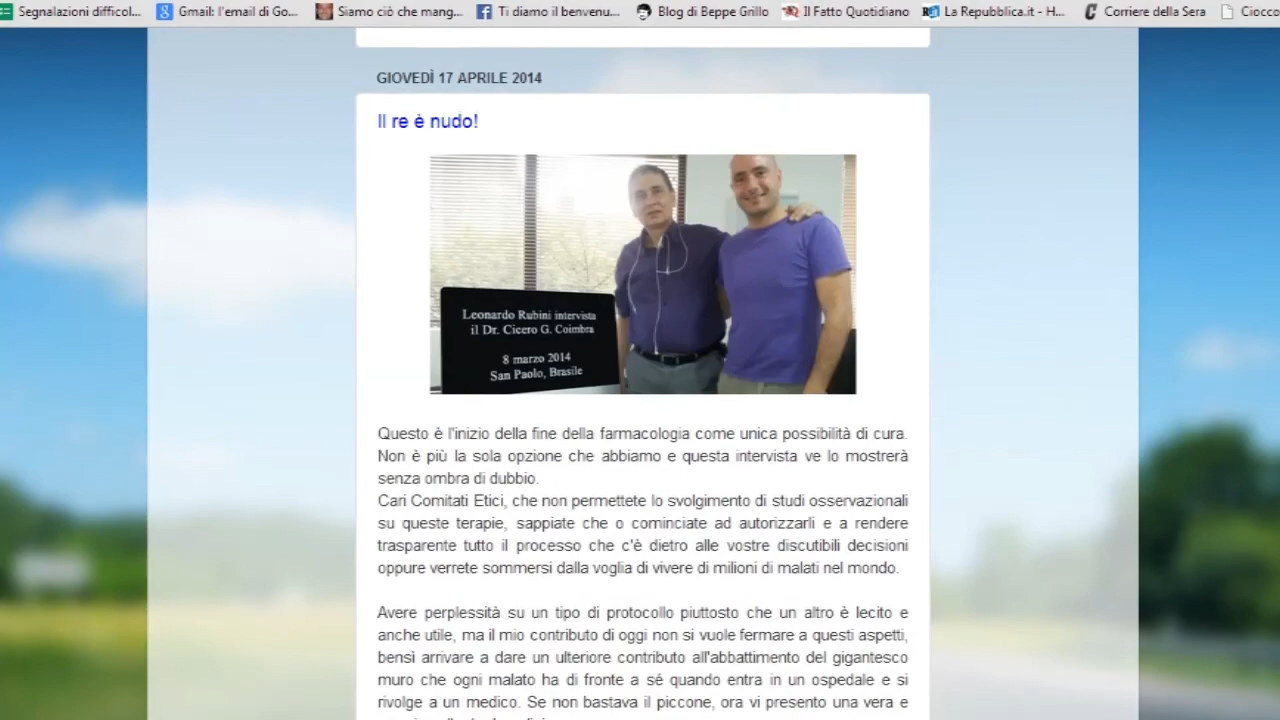 Segnalazioni difficol...
Gmail: l'email di Go...
Siamo ciò che mang...
Ti diamo il benvenu...
Blog di Beppe Grillo
Il Fatto Quotidiano
La Repubblica.it - H...
Corriere della Sera
Ciocco
GIOVEDÌ 17 APRILE 2014
Il re è nudo!
Leonardo Rubini intervista
il Dr. Cicero G. Coimbra
8 marzo 2014
San Paolo, Brasile
Questo è l'inizio della fine della farmacologia come unica possibilità di cura.
Non è più la sola opzione che abbiamo e questa intervista ve lo mostrerà
senza ombra di dubbio.
Cari Comitati Etici, che non permettete lo svolgimento di studi osservazionali
su queste terapie, sappiate che o cominciate ad autorizzarli e a rendere
trasparente tutto il processo che c'è dietro alle vostre discutibili decisioni
oppure verrete sommersi dalla voglia di vivere di milioni di malati nel mondo.
Avere perplessità su un tipo di protocollo piuttosto che un altro è lecito e
anche utile, ma il mio contributo di oggi non si vuole fermare a questi aspetti,
bensì arrivare a dare un ulteriore contributo all'abbattimento del gigantesco
muro che ogni malato ha di fronte a sé quando entra in un ospedale e si
rivolge a un medico. Se non bastava il piccone, ora vi presento una vera e